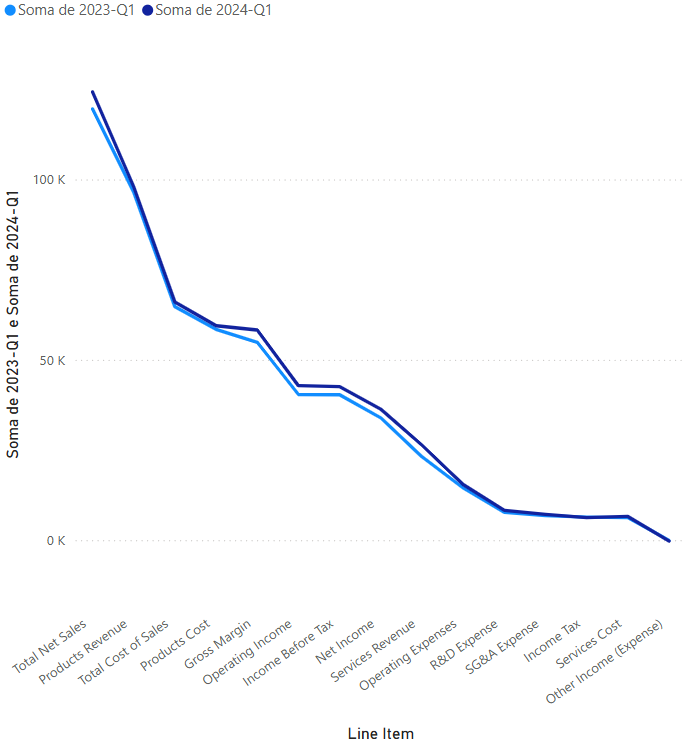 Soma de 2023-Q1 Soma de 2024-Q1
Soma de 2023-Q1 e Soma de 2024-Q1
100 K
50 K
0 K
Total Net Sales
Products Revenue
Total Cost of Sales
Products Cost
Gross Margin
Operating Income
Income Before Tax
Net Income
Services Revenue
Operating Expenses
R&D Expense
SG&A Expense
Income Tax
Services Cost
Other Income (Expense)
Line Item